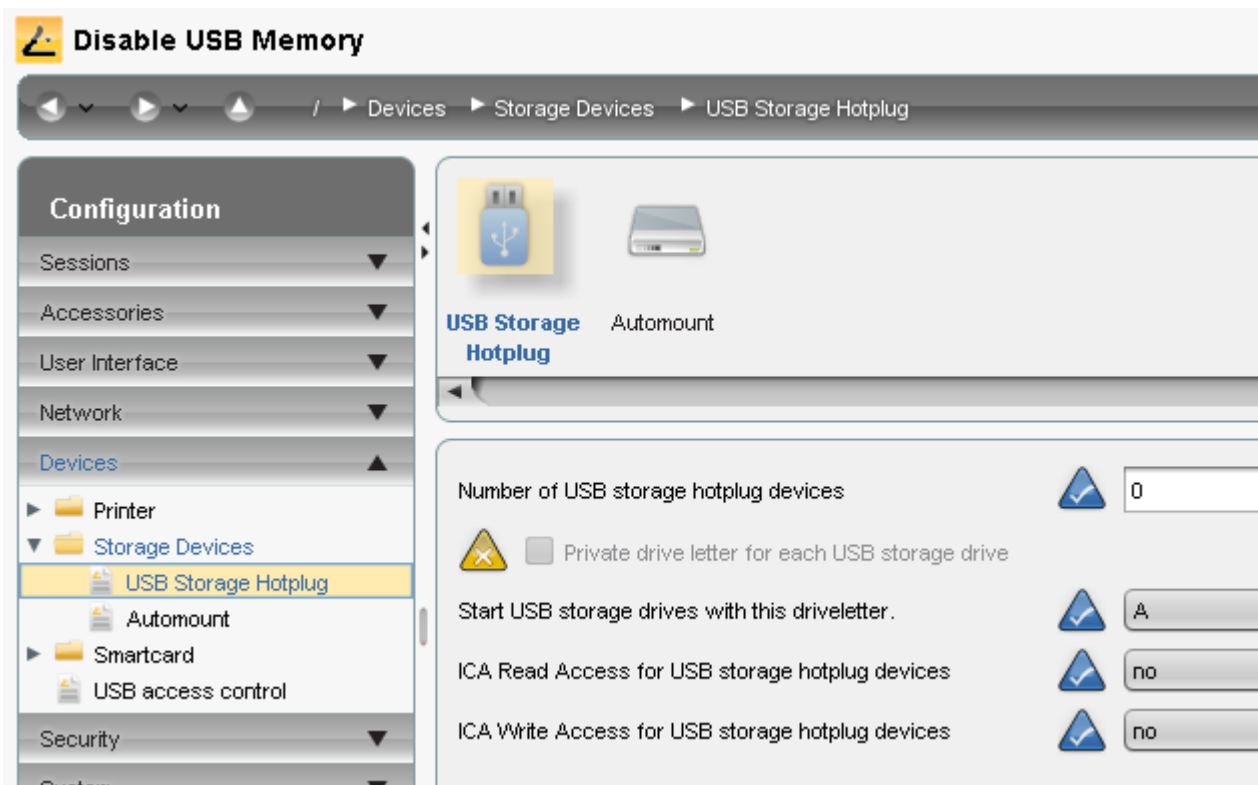 Disable USB Memory
/ Devices Storage Devices USB Storage Hotplug
Configuration
Sessions
Accessories
User Interface
Network
Devices
Printer
Storage Devices
USB Storage Hotplug
Automount
Smartcard
USB access control
Security
System
USB Storage
Hotplug
Automount
Number of USB storage hotplug devices 0
Private drive letter for each USB storage drive
Start USB storage drives with this driveletter. A
ICA Read Access for USB storage hotplug devices no
ICA Write Access for USB storage hotplug devices no